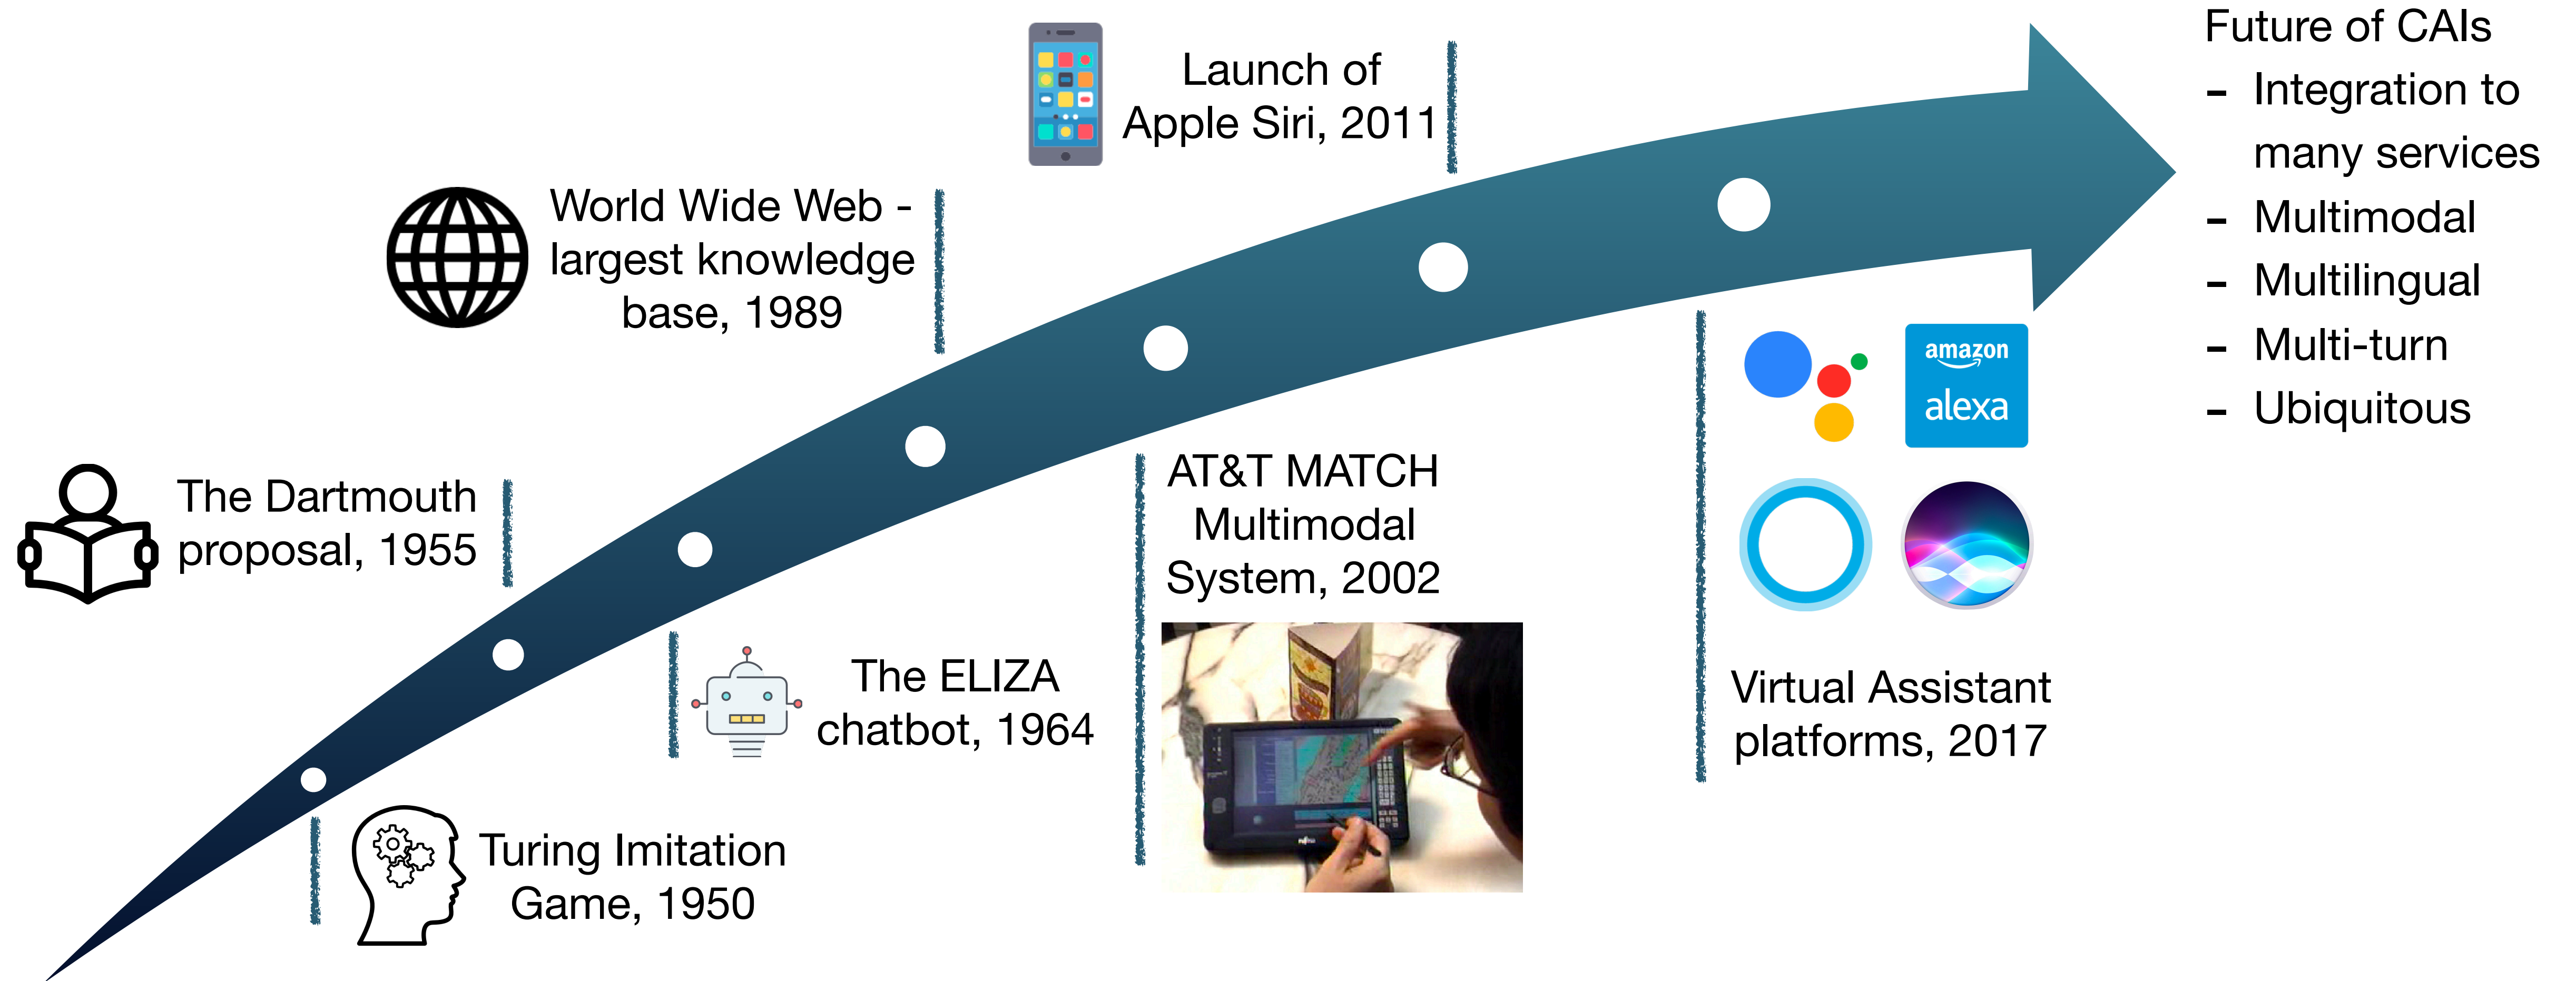 Future of CAIs
- Integration to
many services
- Multimodal
- Multilingual
- Multi-turn
- Ubiquitous
Launch of
Apple Siri, 2011
World Wide Web -
largest knowledge
base, 1989
amazon
alexa
The Dartmouth
proposal, 1955
AT&T MATCH
Multimodal
System, 2002
The ELIZA
chatbot, 1964
Virtual Assistant
platforms, 2017
Turing Imitation
Game, 1950